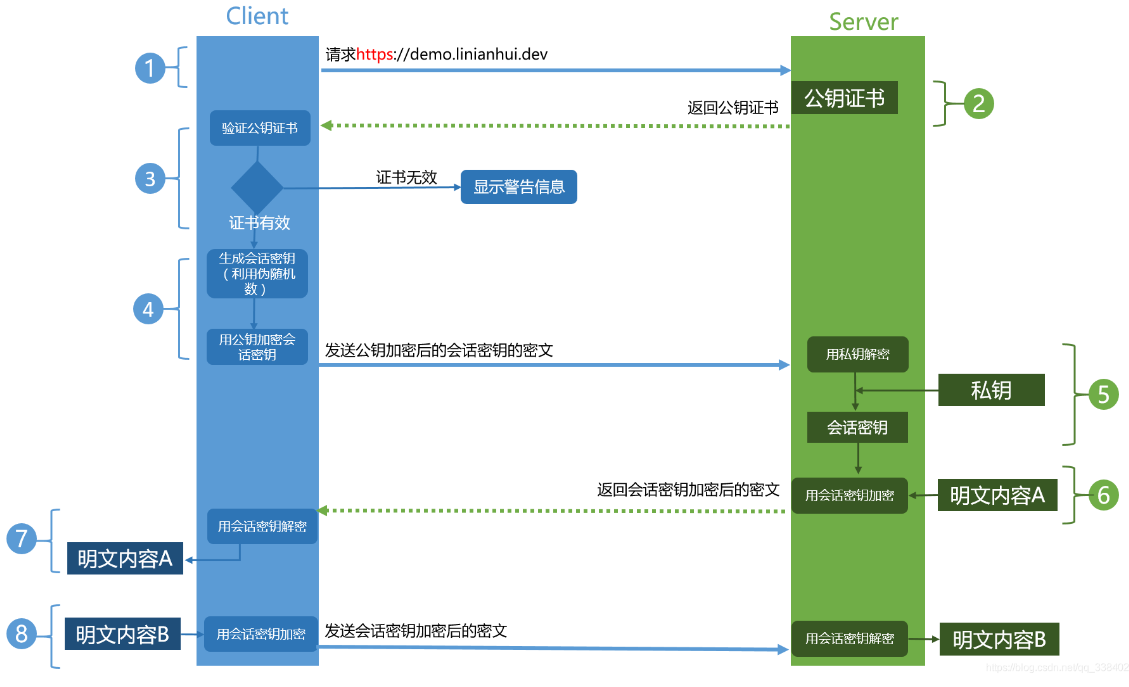 Client
Server
1
请求https://demo.linianhui.dev
公钥证书
2
返回公钥证书
验证公钥证书
3
证书无效
显示警告信息
证书有效
生成会话密钥
（利用伪随机
数）
4
用公钥加密会
话密钥
发送公钥加密后的会话密钥的密文
用私钥解密
私钥
5
会话密钥
返回会话密钥加密后的密文
用会话密钥加密
明文内容A
6
7
用会话密钥解密
明文内容A
8
明文内容B
用会话密钥加密
发送会话密钥加密后的密文
用会话密钥解密
明文内容B
https://blog.csdn.net/qq_338402